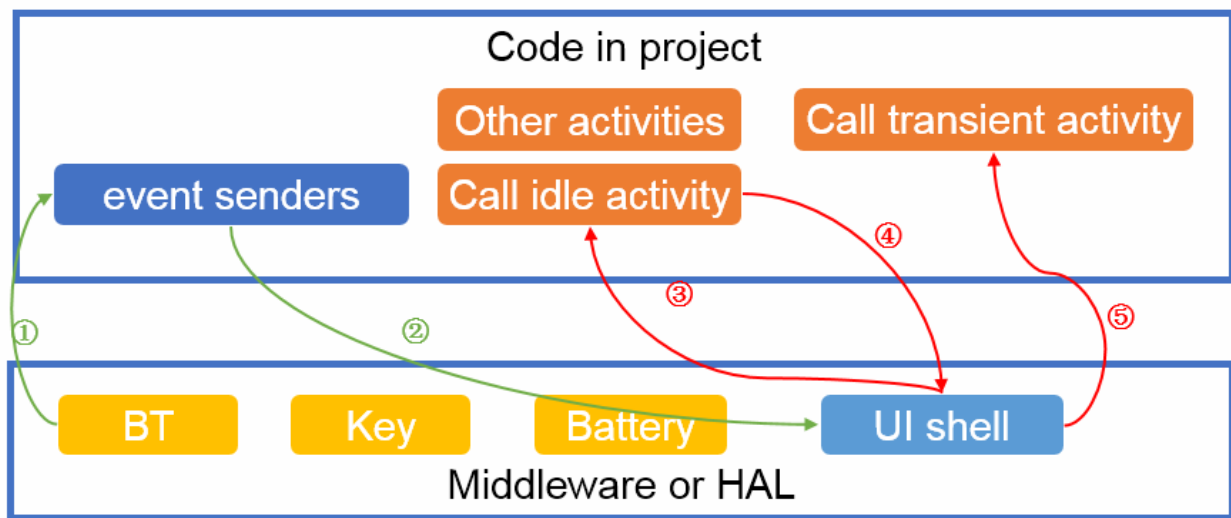 Code in project
Other activities
Call transient activity
event senders
Call idle activity
④
③
⑤
①
②
BT
Key
Battery
UI shell
Middleware or HAL